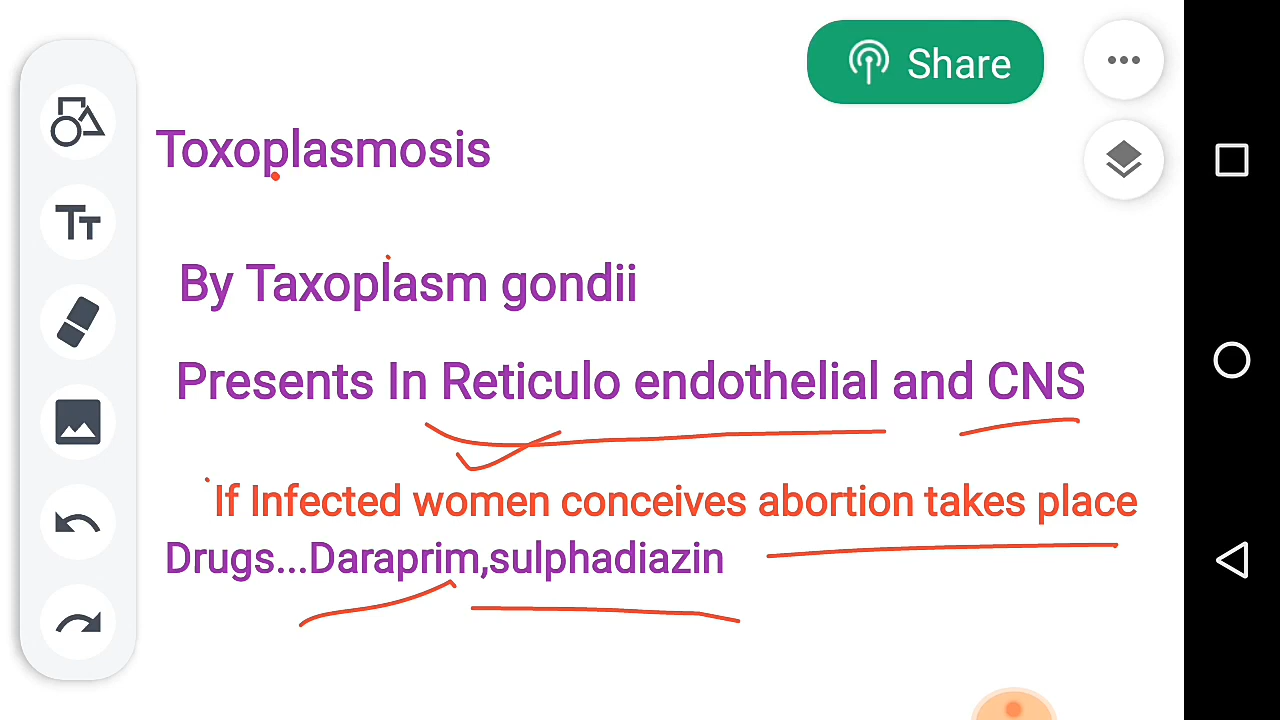 Share
Toxoplasmosis
By Taxoplasm gondii
Presents In Reticulo endothelial and CNS
If Infected women conceives abortion takes place
Drugs...Daraprim,sulphadiazin